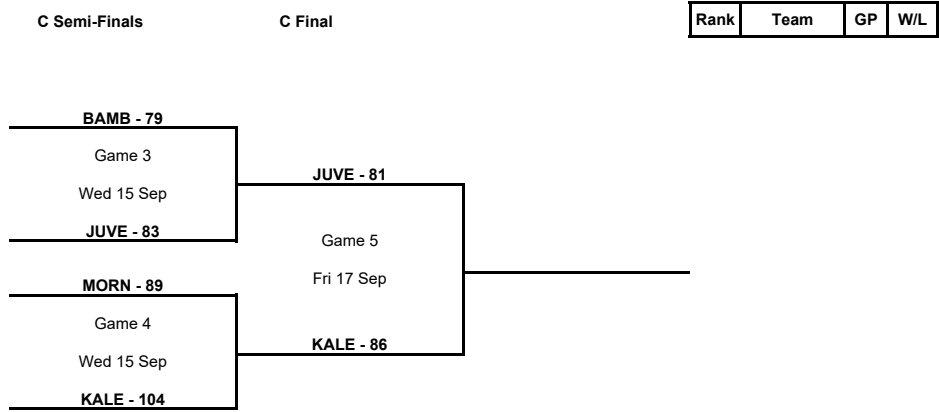 C Semi-Finals C Final Rank Team GP W/L
BAMB - 79
Game 3
Wed 15 Sep
JUVE - 83
JUVE - 81
Game 5
Fri 17 Sep
KALE - 86
MORN - 89
Game 4
Wed 15 Sep
KALE - 104